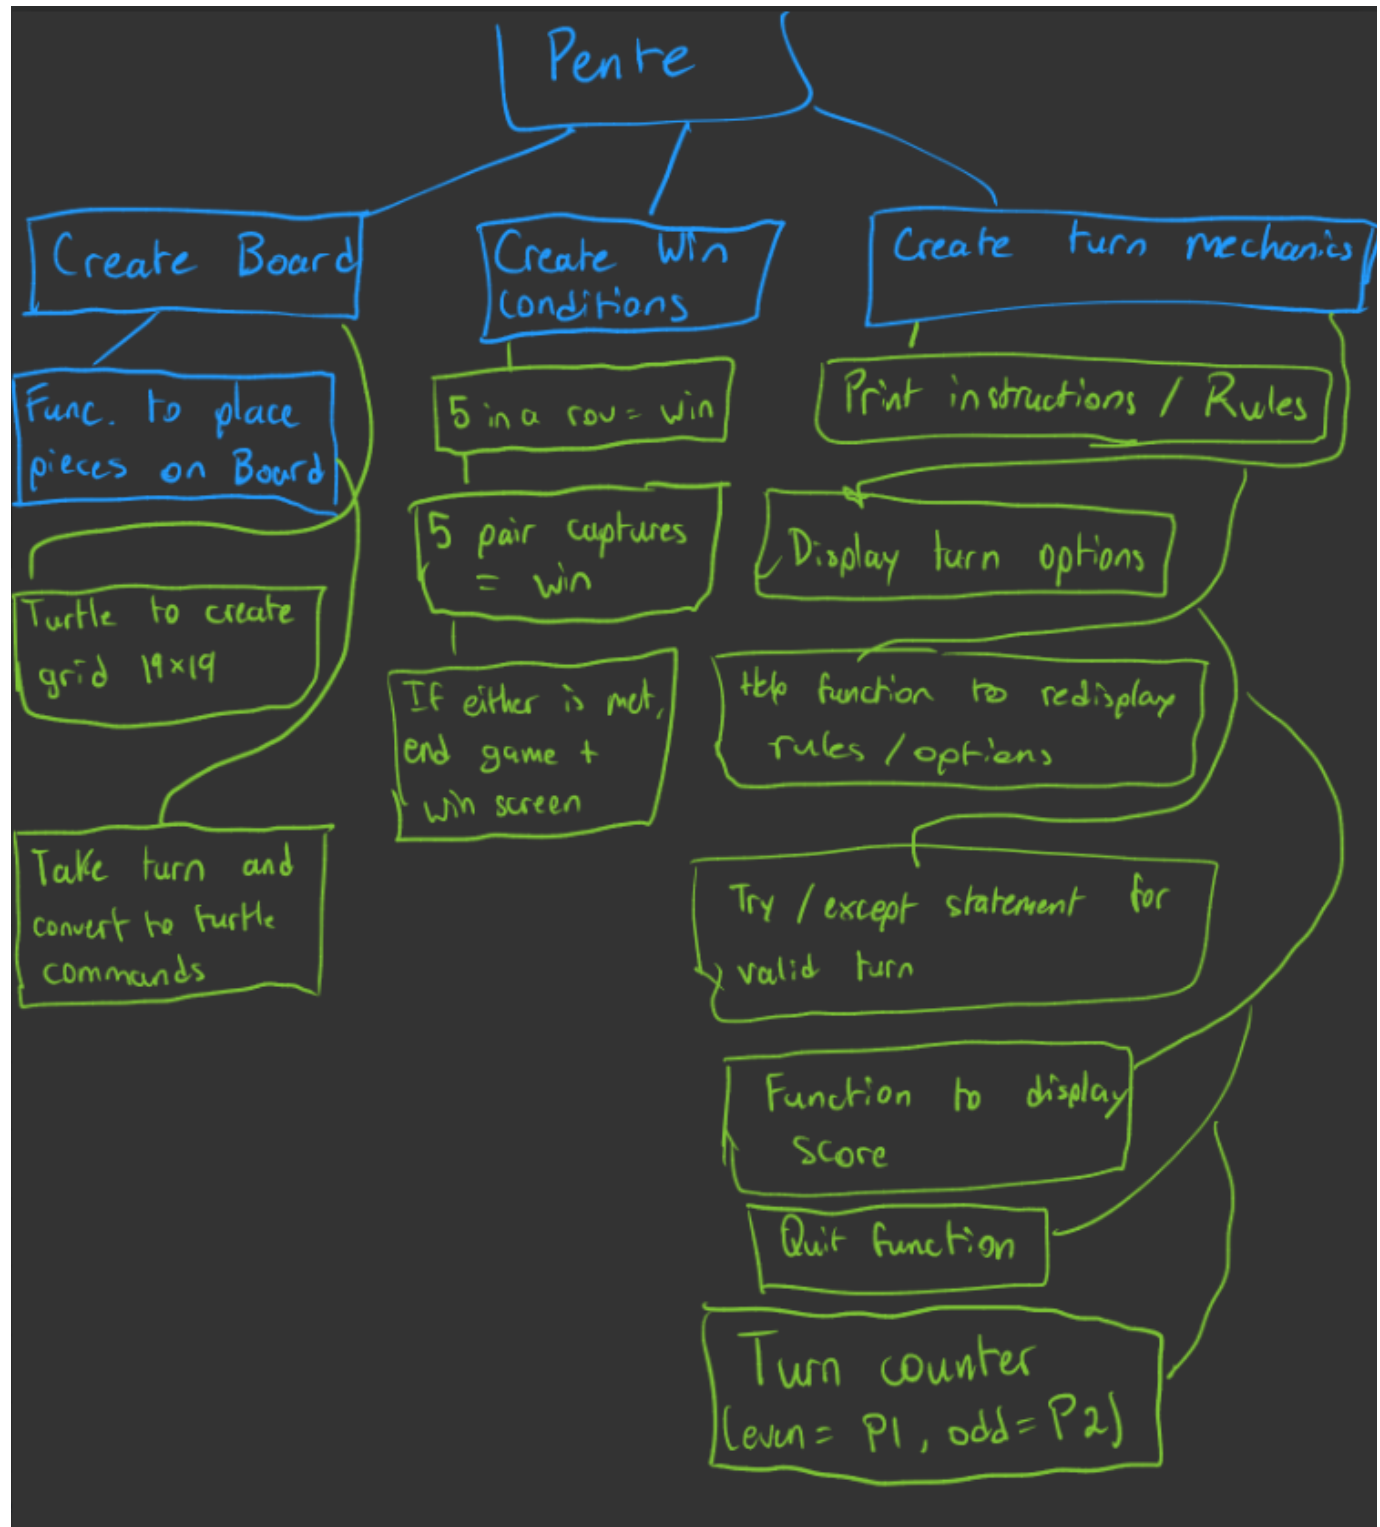 Pente
Create Board
Func. to place
pieces on Board
Turtle to create
grid 19x19
Take turn and
convert to turtle
commands
Create Win
conditions
5 in a row = win
5 pair captures
= win
If either is met,
end game +
win screen
Create turn mechanics
Print instructions / Rules
Display turn options
Help function to redisplay
rules / options
Try / except statement for
valid turn
Function to display
score
Quit function
Turn counter
(even = P1, odd = P2)